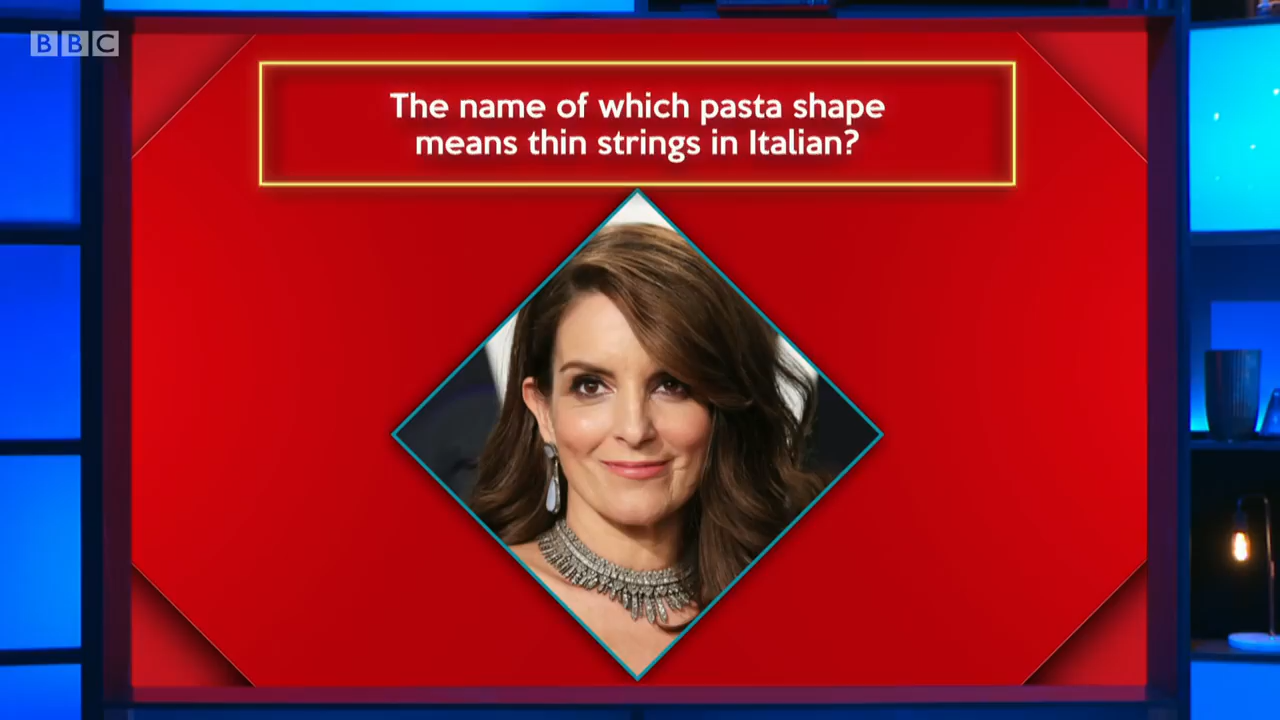 BBC
The name of which pasta shape
means thin strings in Italian?